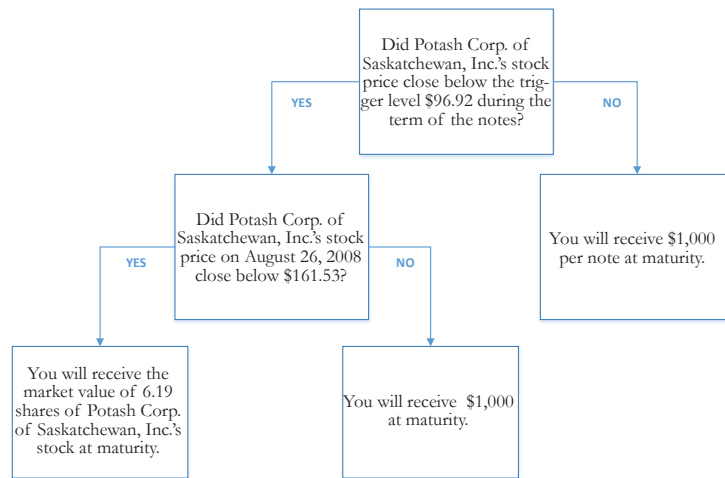 Did Potash Corp. of
Saskatchewan, Inc.'s stock
price close below the trig-
ger level $96.92 during the
term of the notes?
YES
NO
Did Potash Corp. of
Saskatchewan, Inc.'s stock
price on August 26, 2008
close below $161.53?
You will receive $1,000
per note at maturity.
YES
NO
You will receive the
market value of 6.19
shares of Potash Corp.
of Saskatchewan, Inc.'s
stock at maturity.
You will receive $1,000
at maturity.